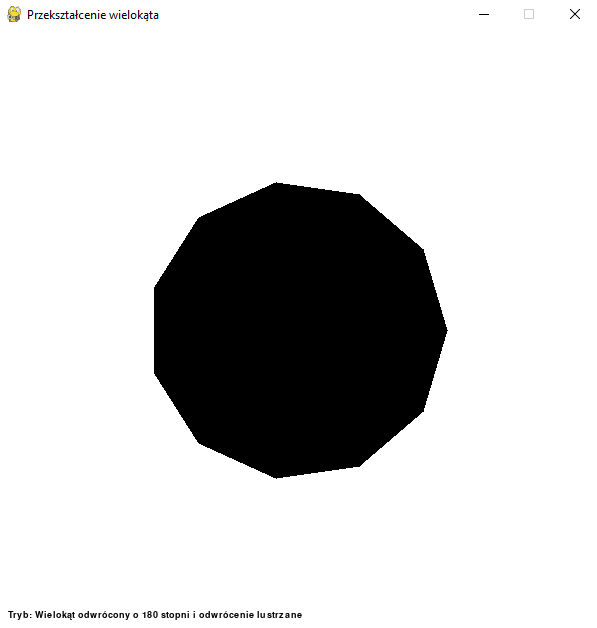 Przekształcenie wielokąta
Tryb: Wielokąt odwrócony o 180 stopni i odwrócenie lustrzane